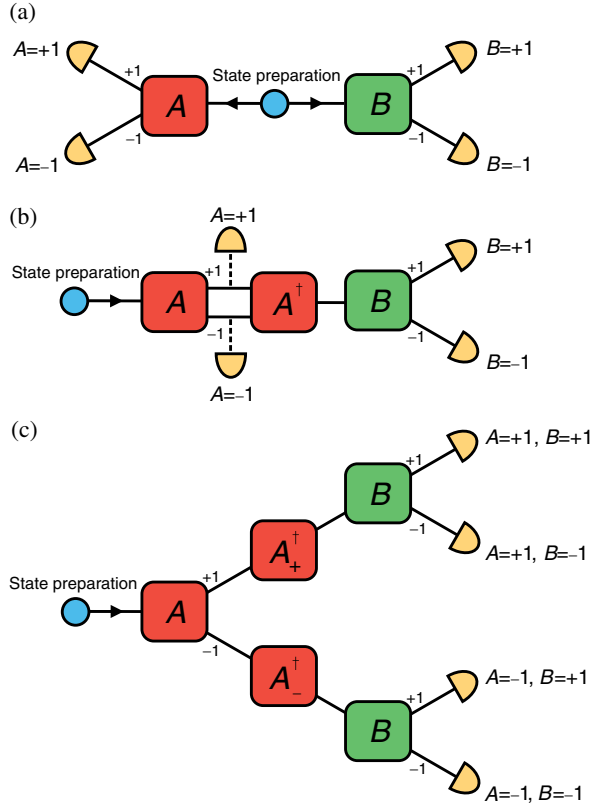 (a)
A=+1
B=+1
State preparation
+1
+1
A
B
−1
−1
A=−1
B=−1
(b)
A=+1
B=+1
State preparation
+1
+1
A
A†
B
−1
−1
A=−1
B=−1
(c)
A=+1, B=+1
+1
B
−1
A†+
A=+1, B=−1
State preparation
+1
A
−1
A†−
A=−1, B=+1
+1
B
−1
A=−1, B=−1